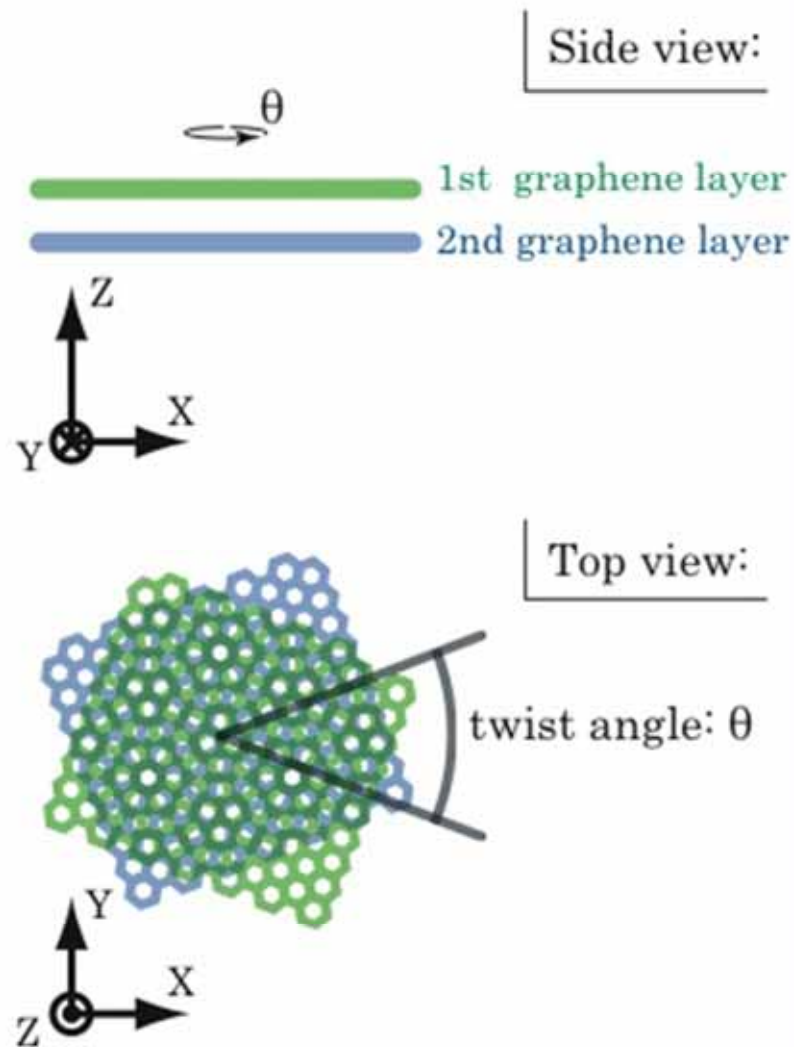 Side view:
θ
1st graphene layer
2nd graphene layer
Z
X
Y
Top view:
twist angle: θ
Y
X
Z